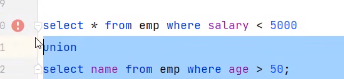 select * from emp where salary < 5000
union
select name from emp where age > 50;